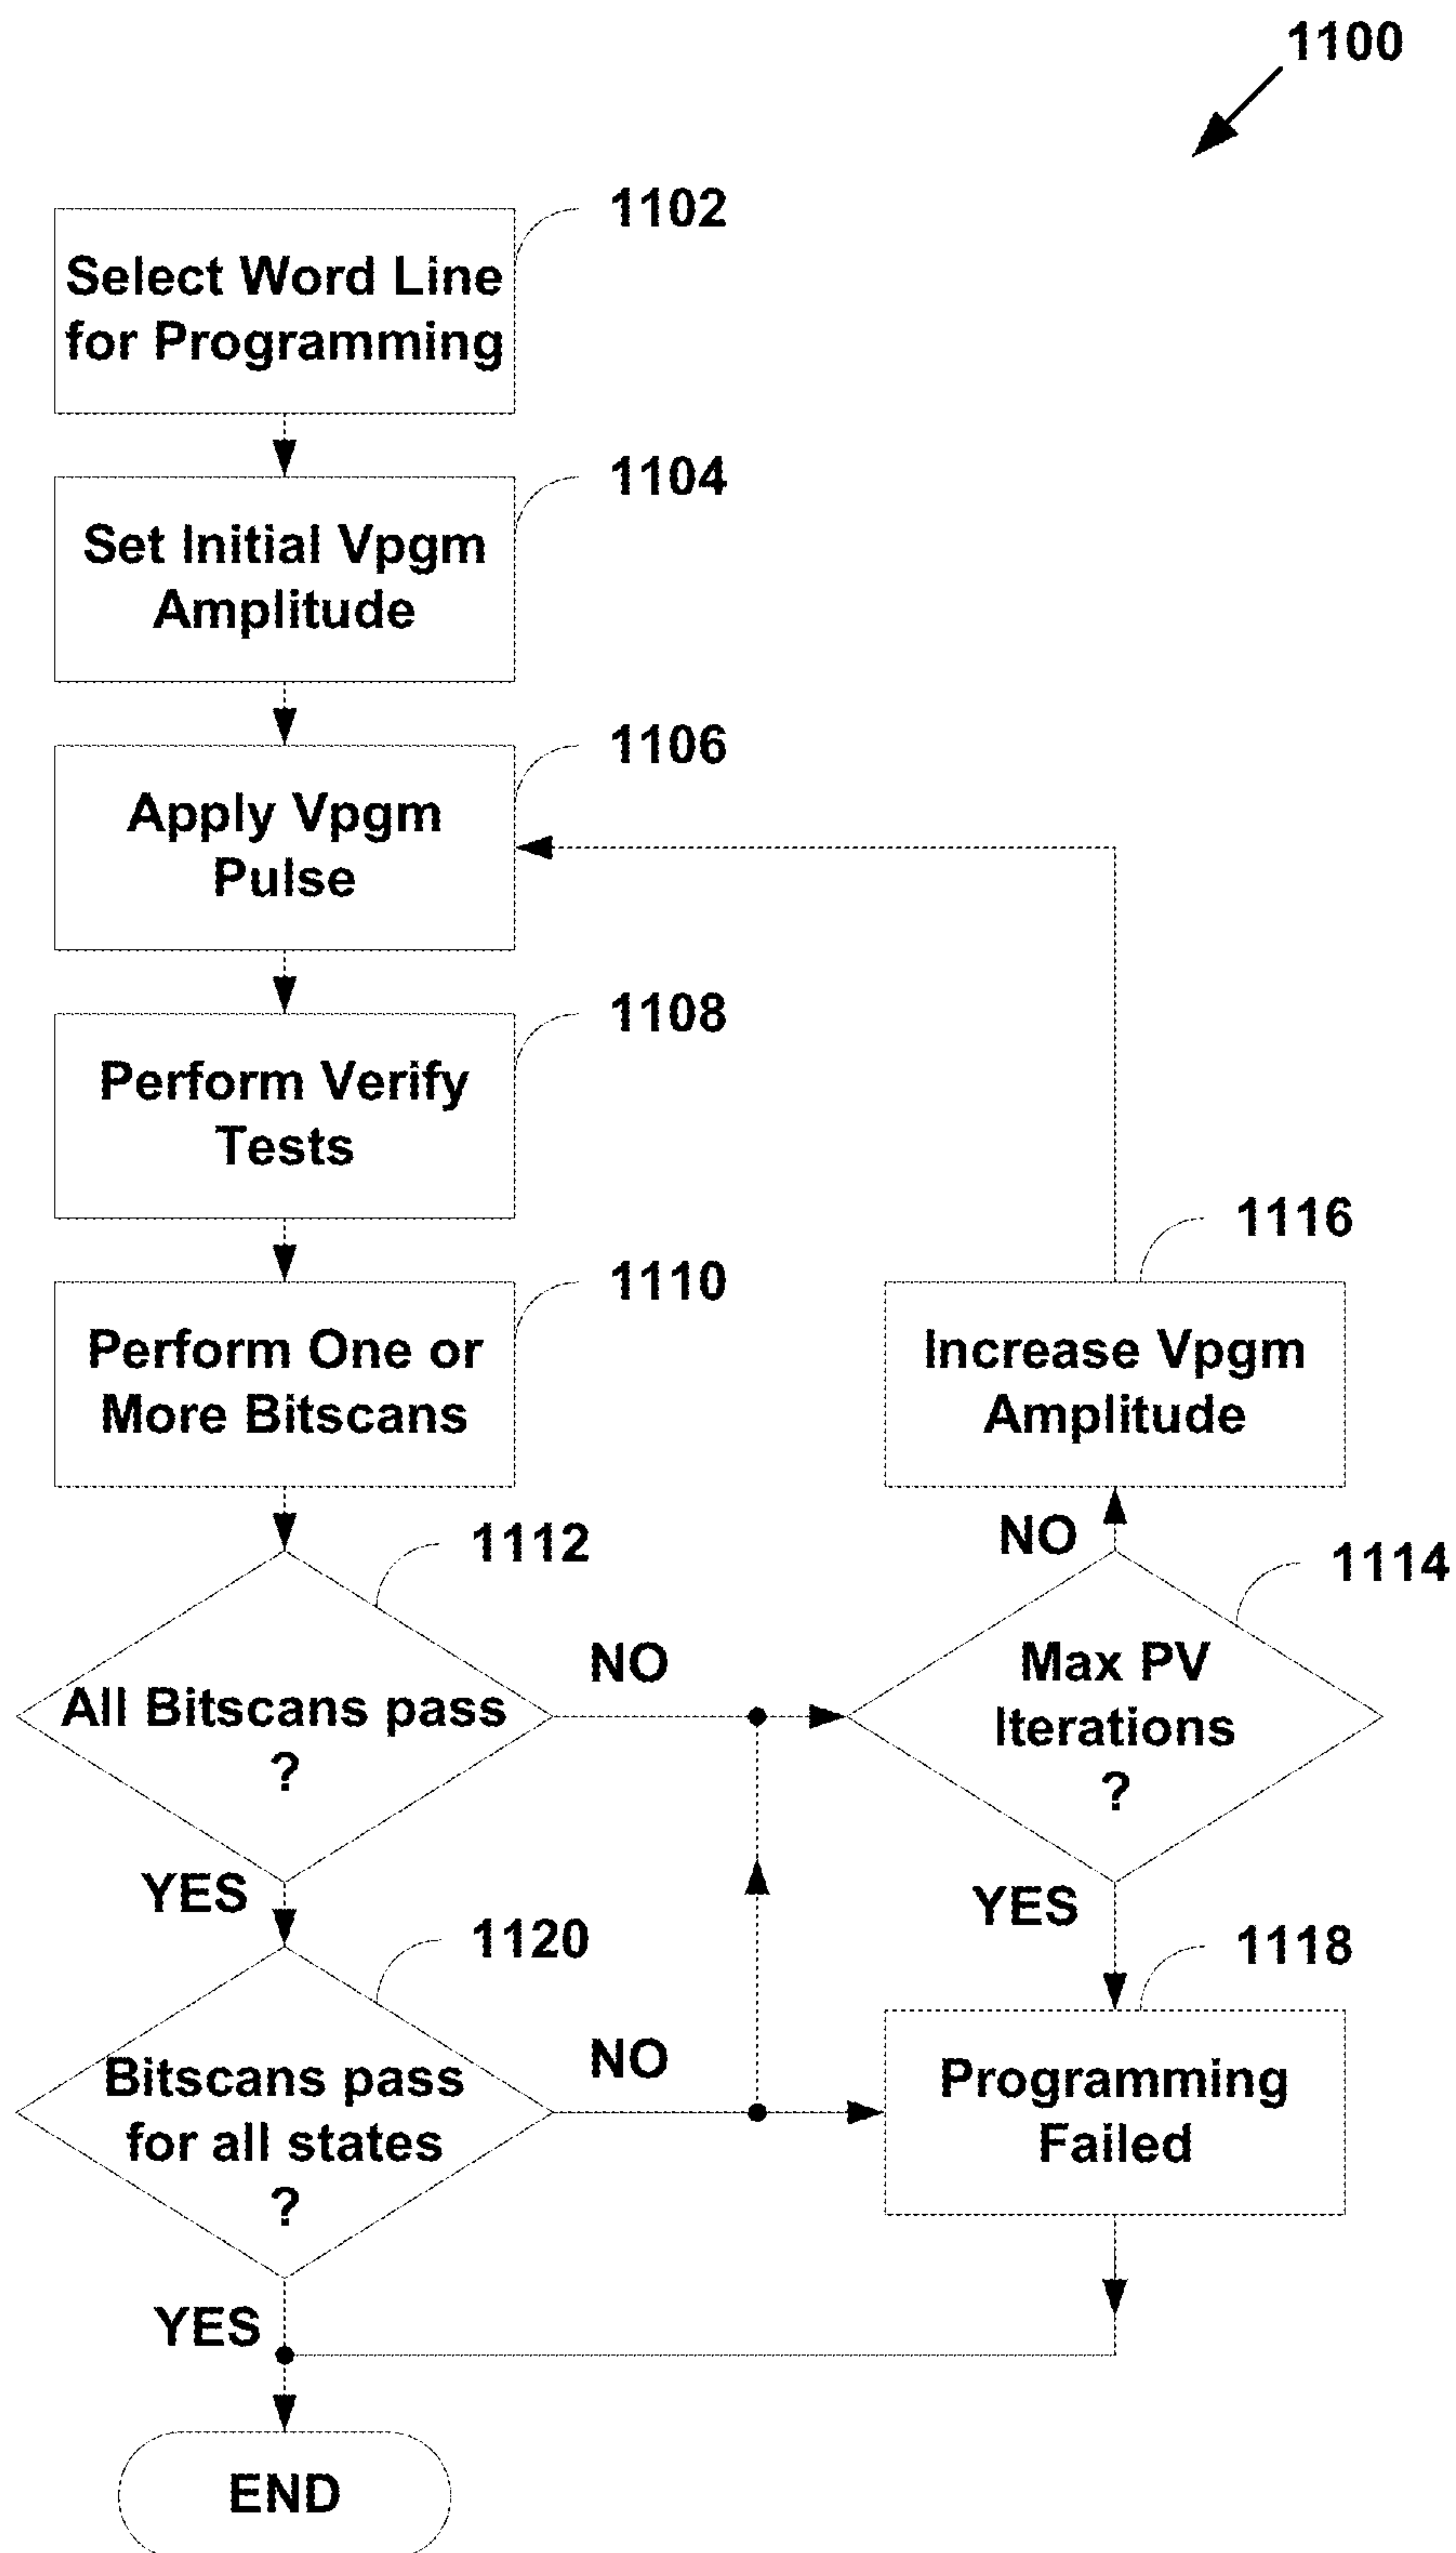 1100
1102
Select Word Line
for Programming
1104
Set Initial Vpgm
Amplitude
1106
Apply Vpgm
Pulse
1108
Perform Verify
Tests
1110
Perform One or
More Bitscans
1116
Increase Vpgm
Amplitude
1112
All Bitscans pass
?
NO
NO
1114
Max PV
Iterations
?
YES
YES
1120
Bitscans pass
for all states
?
NO
1118
Programming
Failed
YES
END